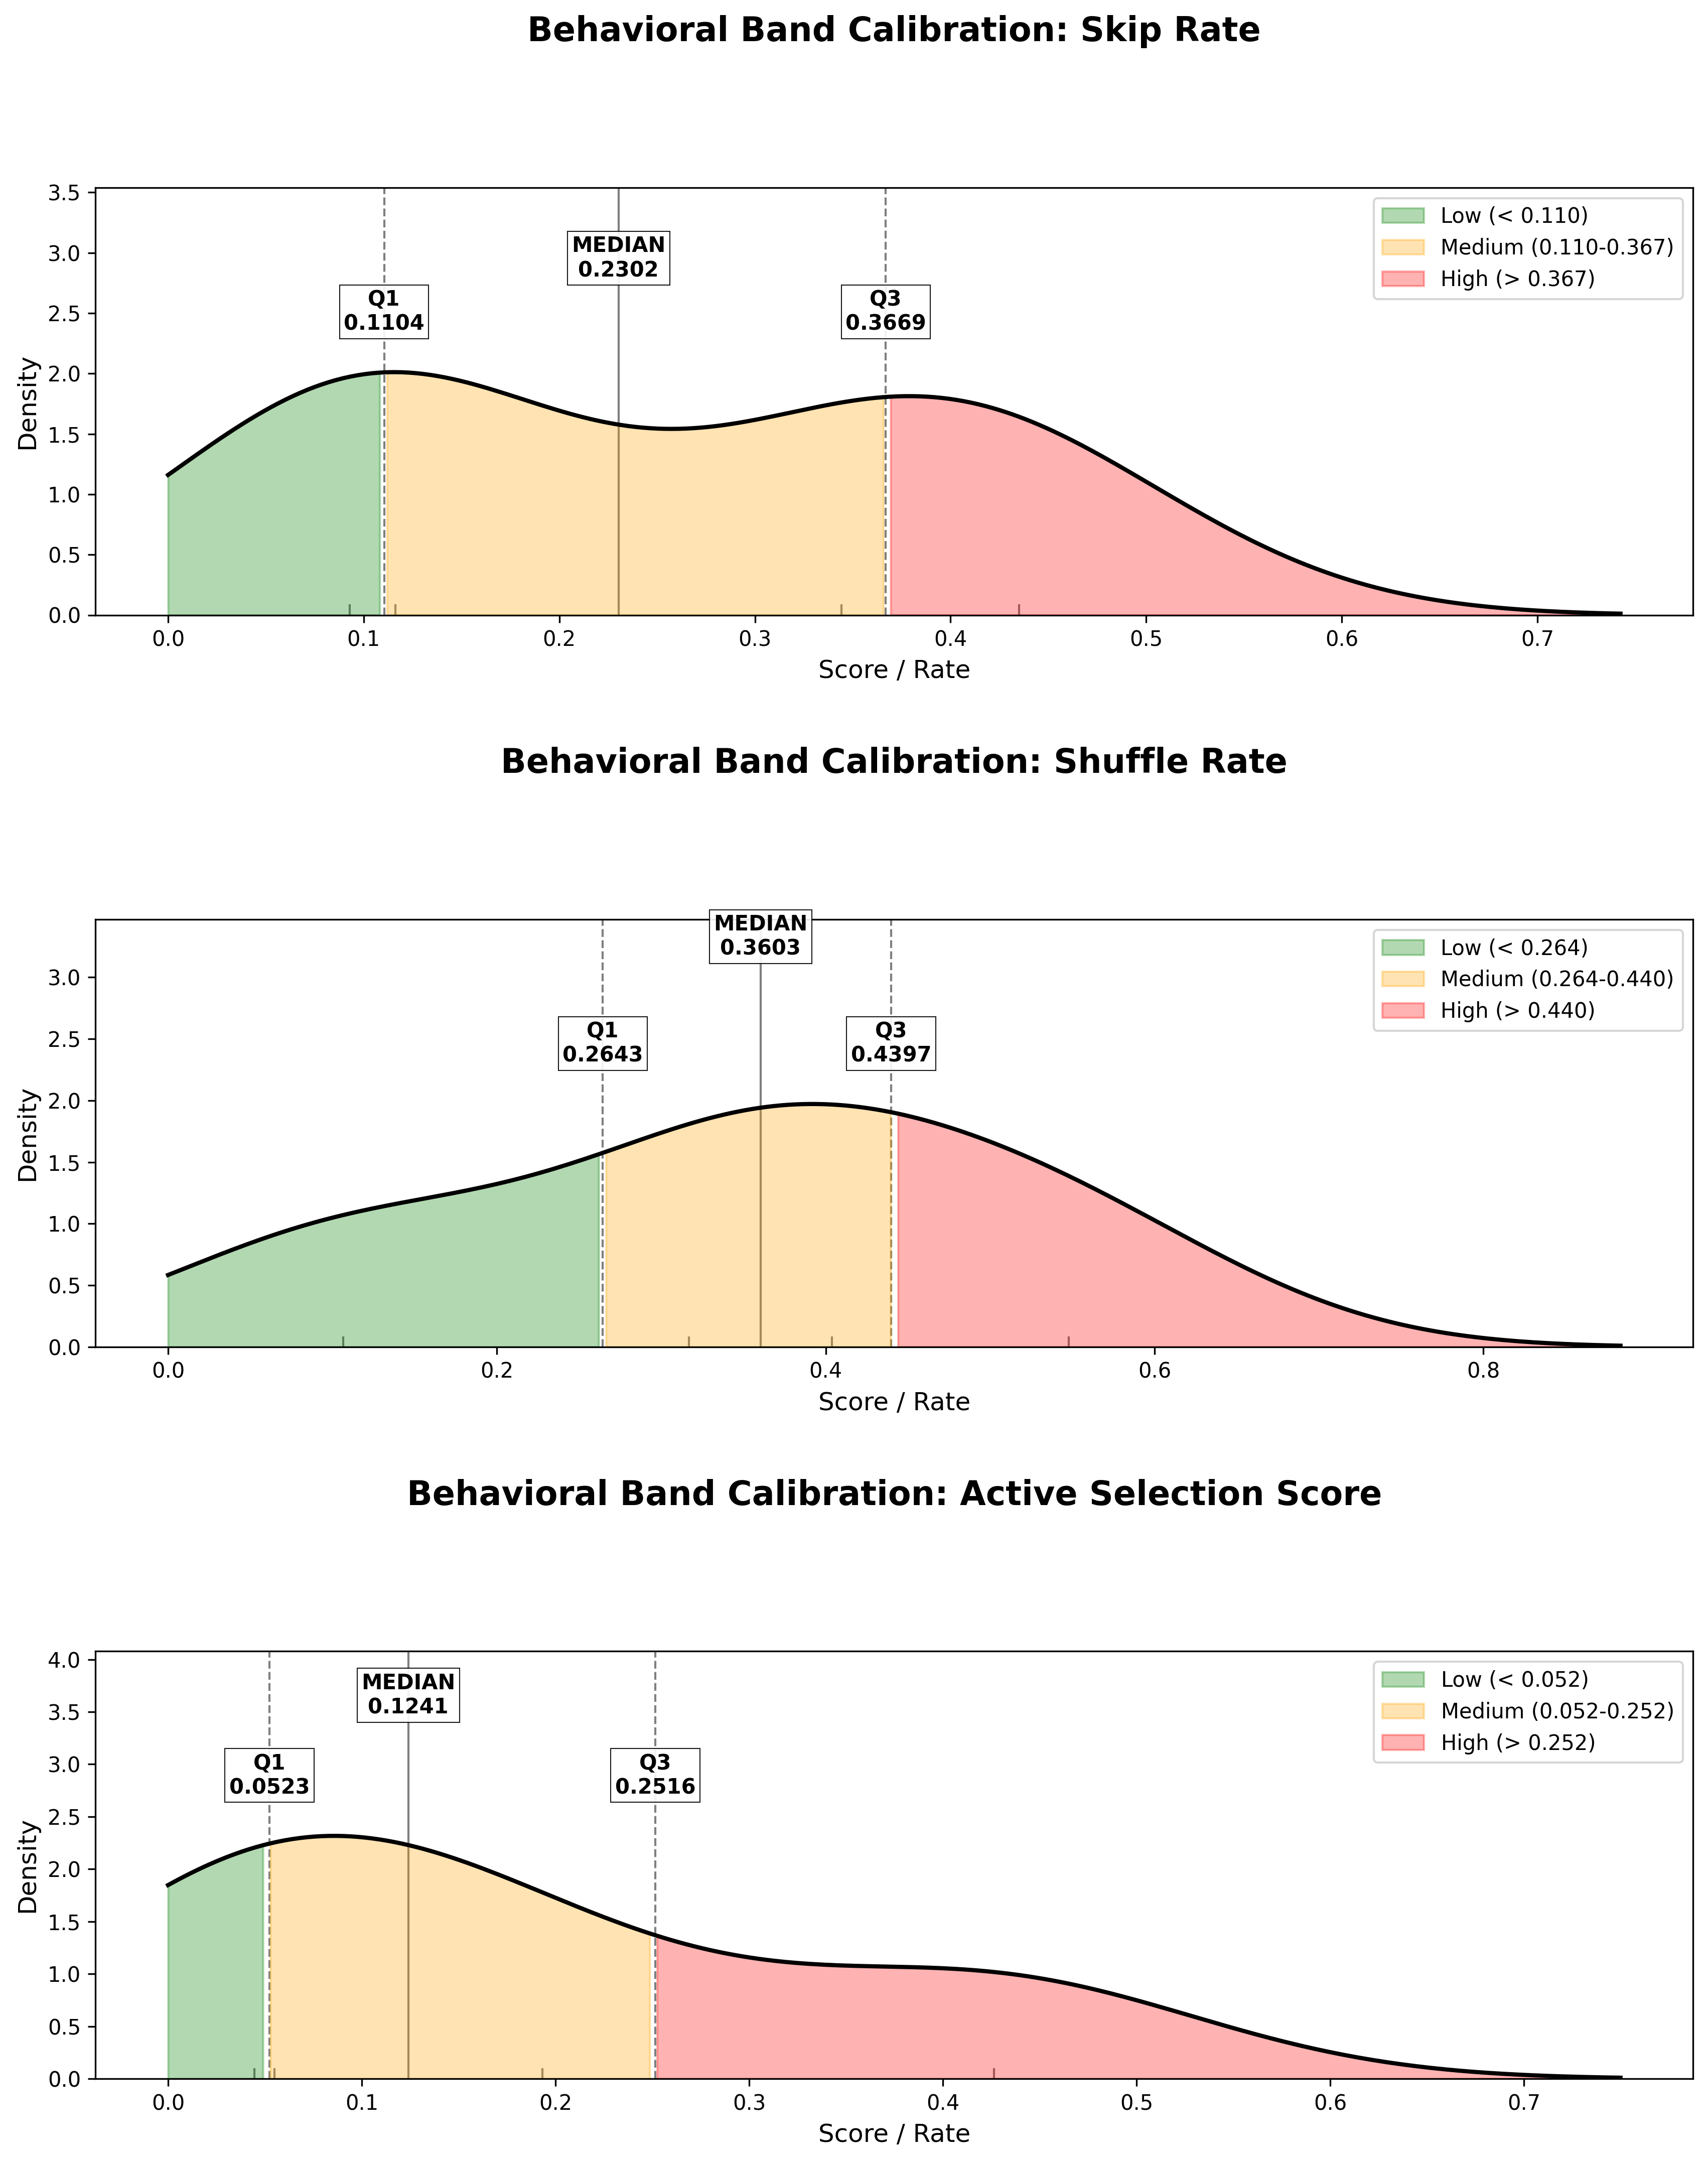 Behavioral Band Calibration: Skip Rate
3.5
3.0
2.5
2.0
1.5
1.0
0.5
0.0
Density
MEDIAN
0.2302
Q1
0.1104
Q3
0.3669
Low (< 0.110)
Medium (0.110-0.367)
High (> 0.367)
0.0 0.1 0.2 0.3 0.4 0.5 0.6 0.7
Score / Rate
Behavioral Band Calibration: Shuffle Rate
3.0
2.5
2.0
1.5
1.0
0.5
0.0
Density
MEDIAN
0.3603
Q1
0.2643
Q3
0.4397
Low (< 0.264)
Medium (0.264-0.440)
High (> 0.440)
0.0 0.2 0.4 0.6 0.8
Score / Rate
Behavioral Band Calibration: Active Selection Score
4.0
3.5
3.0
2.5
2.0
1.5
1.0
0.5
0.0
Density
MEDIAN
0.1241
Q1
0.0523
Q3
0.2516
Low (< 0.052)
Medium (0.052-0.252)
High (> 0.252)
0.0 0.1 0.2 0.3 0.4 0.5 0.6 0.7
Score / Rate